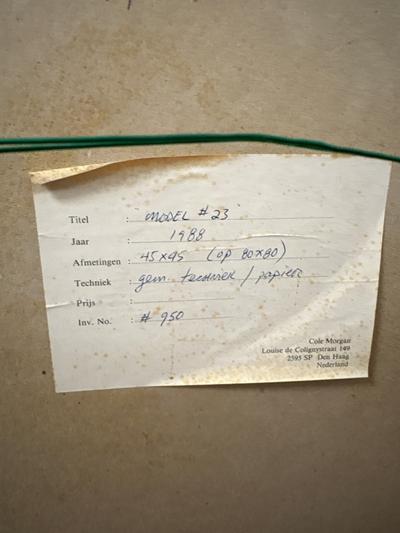 Titel : MODEL #23
Jaar : 1988
Afmetingen : 45x45 (op 80x80)
Techniek : gem. techniek / papier
Prijs :
Inv. No. : # 950
Cole Morgan
Louise de Colignystraat 149
2595 SP Den Haag
Nederland